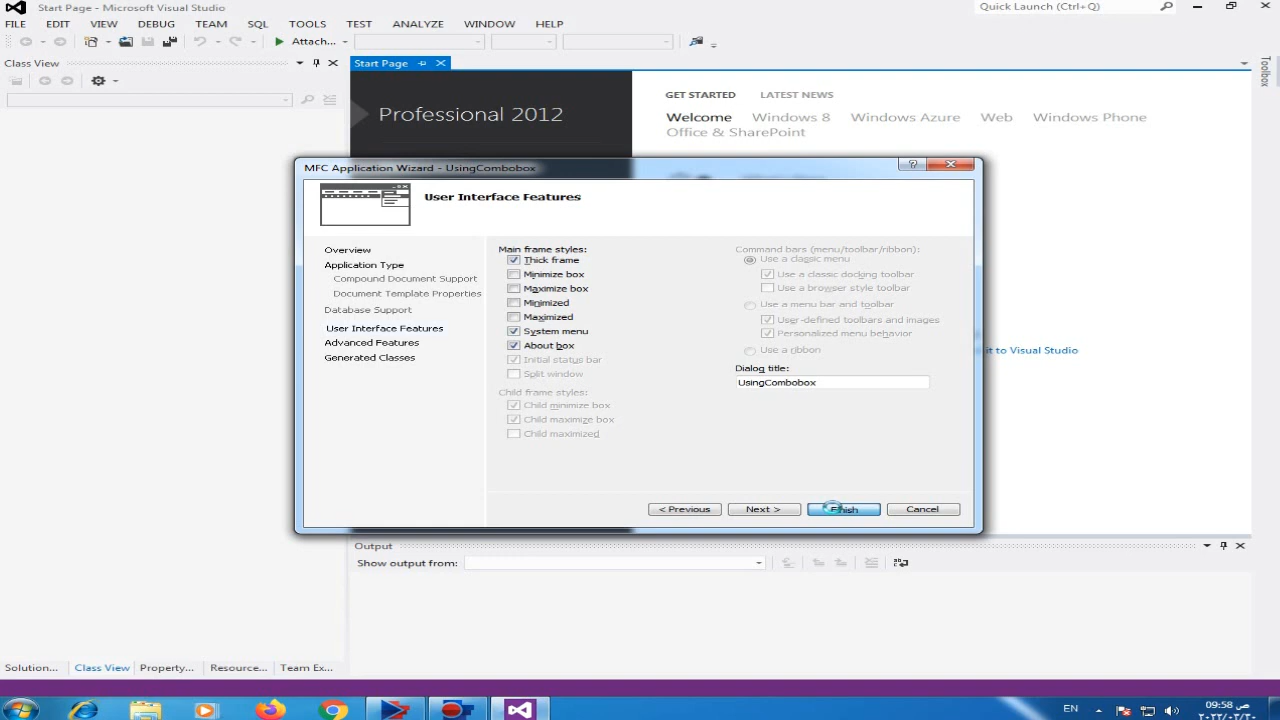 Start Page - Microsoft Visual Studio
Quick Launch (Ctrl+Q)
FILE EDIT VIEW DEBUG TEAM SQL TOOLS TEST ANALYZE WINDOW HELP
Attach...
Class View
Start Page
Toolbox
Professional 2012
GET STARTED LATEST NEWS
Welcome Windows 8 Windows Azure Web Windows Phone
Office & SharePoint
MFC Application Wizard - UsingCombobox
User Interface Features
Overview
Application Type
Compound Document Support
Document Template Properties
Database Support
User Interface Features
Advanced Features
Generated Classes
Main frame styles:
Thick frame
Minimize box
Maximize box
Minimized
Maximized
System menu
About box
Initial status bar
Split window
Child frame styles:
Child minimize box
Child maximize box
Child maximized
Command bars (menu/toolbar/ribbon):
Use a classic menu
Use a classic docking toolbar
Use a browser style toolbar
Use a menu bar and toolbar
User-defined toolbars and images
Personalized menu behavior
Use a ribbon
Dialog title:
UsingCombobox
< Previous Next > Finish Cancel
it to Visual Studio
Output
Show output from:
Solution... Class View Property... Resource... Team Ex...
EN
09:58 ص
٢٠٢٢/٠٣/٣٠